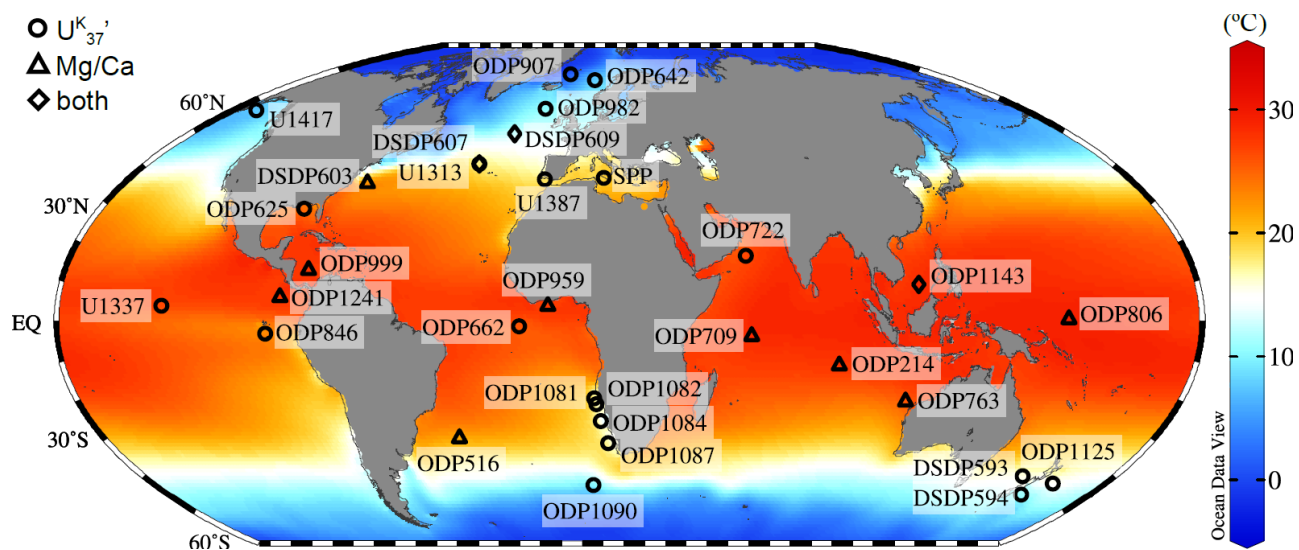 U^K_37'
Mg/Ca
both
(ºC)
30
20
10
0
Ocean Data View
60˚N
30˚N
EQ
30˚S
60˚S
ODP907
ODP642
U1417
ODP982
DSDP607
DSDP609
U1313
DSDP603
SPP
ODP625
U1387
ODP722
ODP999
ODP959
ODP1143
ODP1241
U1337
ODP846
ODP662
ODP709
ODP806
ODP214
ODP1081
ODP1082
ODP763
ODP1084
ODP516
ODP1087
DSDP593
ODP1125
DSDP594
ODP1090